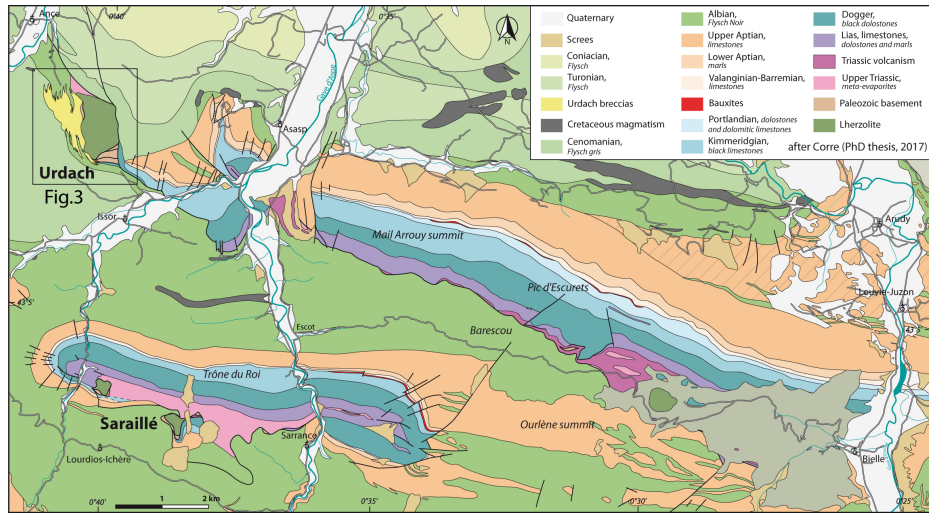 Ance
0°40'
0°35'
N
Gave d'Aspe
Quaternary
Screes
Coniacian,
Flysch
Turonian,
Flysch
Urdach breccias
Cretaceous magmatism
Cenomanian,
Flysch gris
Albian,
Flysch Noir
Upper Aptian,
limestones
Lower Aptian,
marls
Valanginian-Barremian,
limestones
Bauxites
Portlandian, dolostones
and dolomitic limestones
Kimmeridgian,
black limestones
Dogger,
black dolostones
Lias, limestones,
dolostones and marls
Triassic volcanism
Upper Triassic,
meta-evaporites
Paleozoic basement
Lherzolite
after Corre (PhD thesis, 2017)
Asasp
Urdach
Fig.3
Issor
Arudy
Mail Arrouy summit
Pic d'Escurets
Louvie-Juzon
43°5'
43°5'
Escot
Barescou
Trône du Roi
Saraillé
Ourlène summit
Sarrance
Lourdios-Ichère
Bielle
1
2 km
0°40'
0°35'
0°30'
0°25'